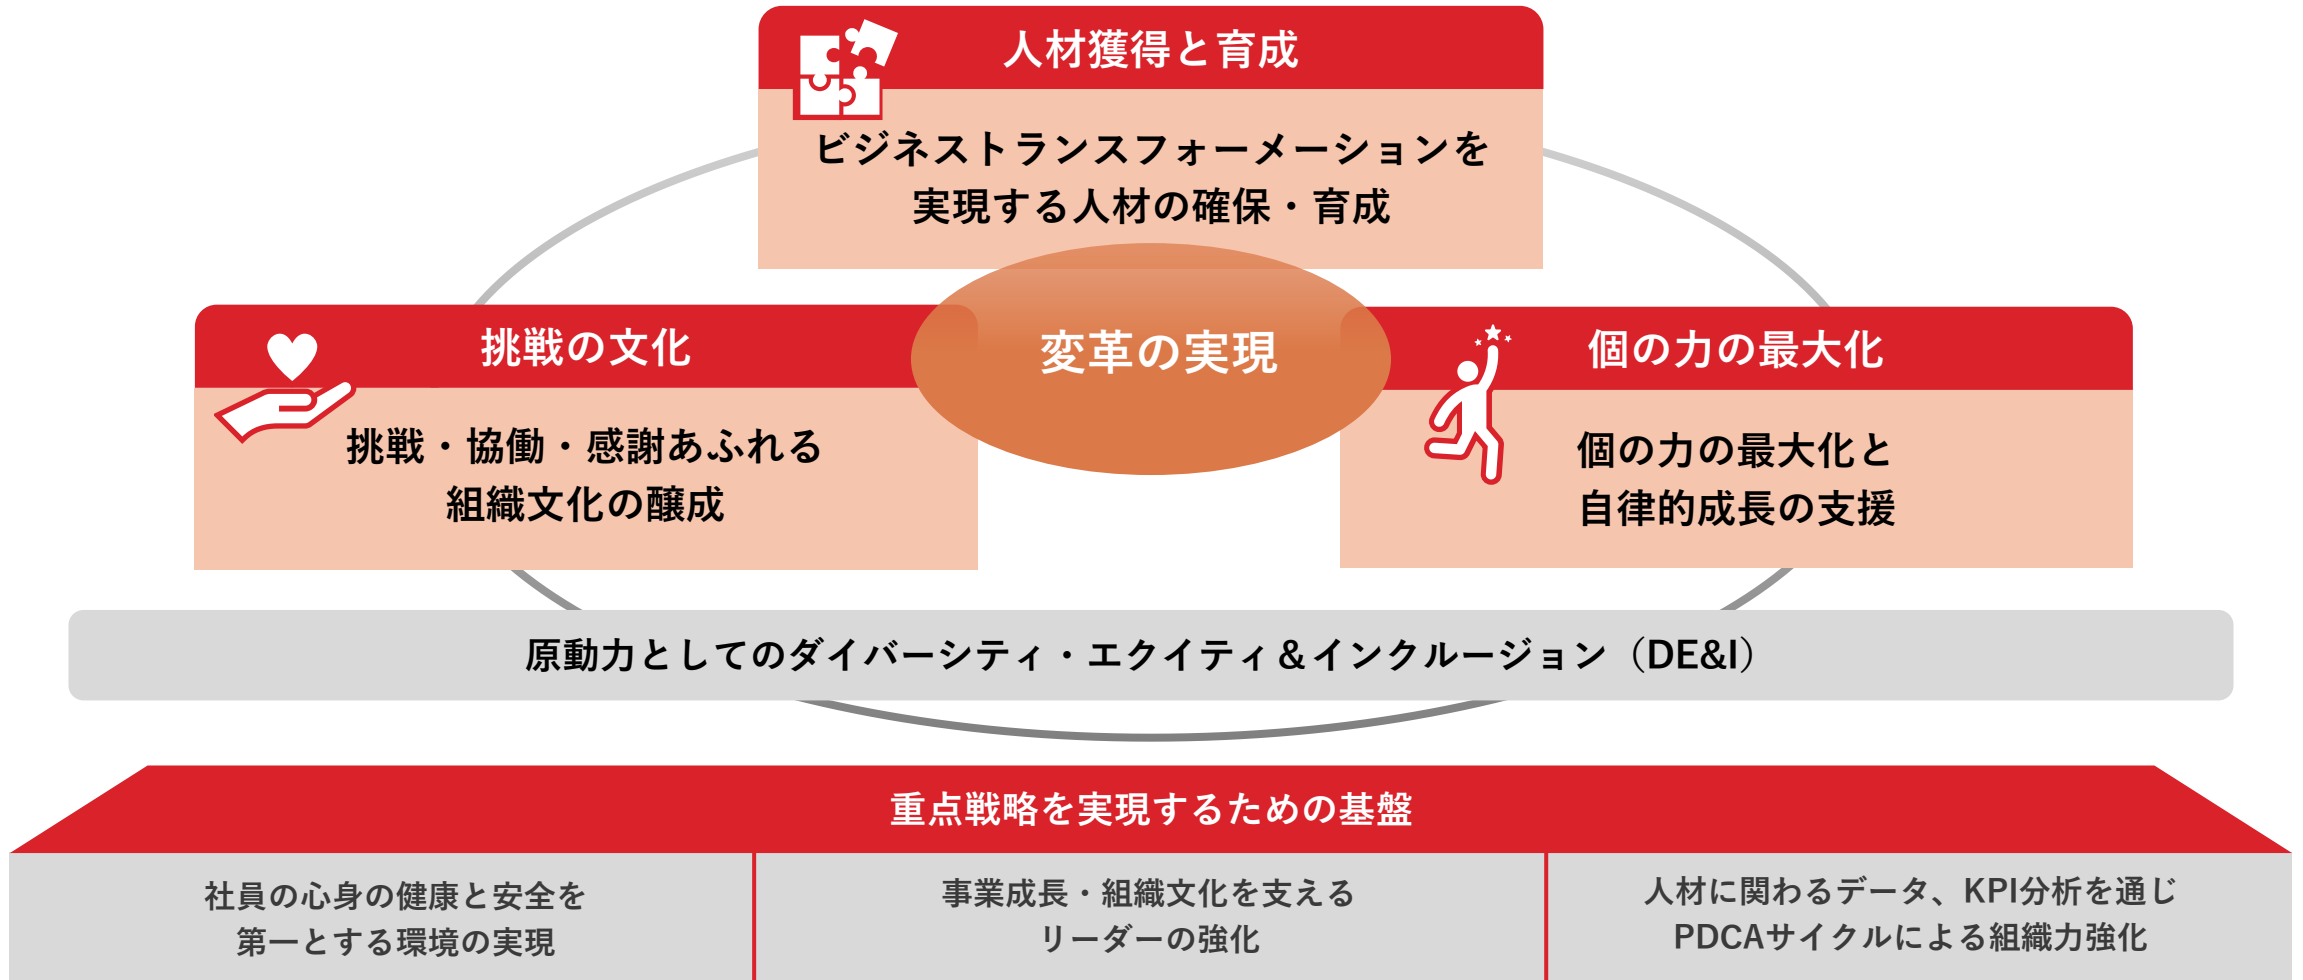 人材獲得と育成
ビジネストランスフォーメーションを
実現する人材の確保・育成
挑戦の文化
挑戦・協働・感謝あふれる
組織文化の醸成
変革の実現
個の力の最大化
個の力の最大化と
自律的成長の支援
原動力としてのダイバーシティ・エクイティ＆インクルージョン（DE&I）
重点戦略を実現するための基盤
社員の心身の健康と安全を
第一とする環境の実現
事業成長・組織文化を支える
リーダーの強化
人材に関わるデータ、KPI分析を通じ
PDCAサイクルによる組織力強化